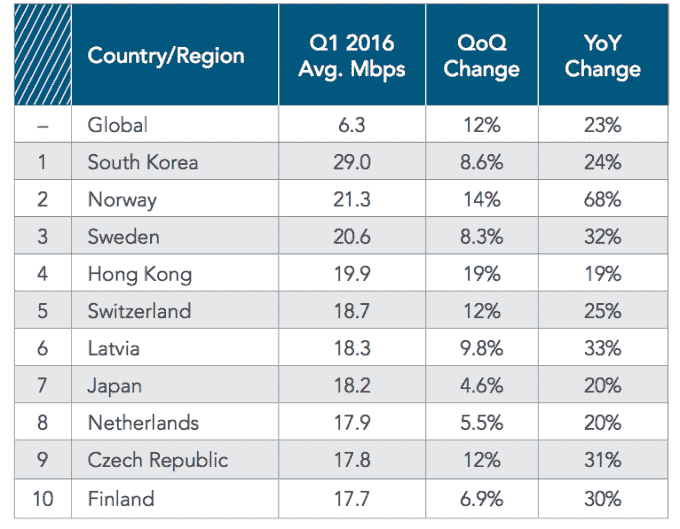 Country/Region Q1 2016 Avg. Mbps QoQ Change YoY Change
– Global 6.3 12% 23%
1 South Korea 29.0 8.6% 24%
2 Norway 21.3 14% 68%
3 Sweden 20.6 8.3% 32%
4 Hong Kong 19.9 19% 19%
5 Switzerland 18.7 12% 25%
6 Latvia 18.3 9.8% 33%
7 Japan 18.2 4.6% 20%
8 Netherlands 17.9 5.5% 20%
9 Czech Republic 17.8 12% 31%
10 Finland 17.7 6.9% 30%